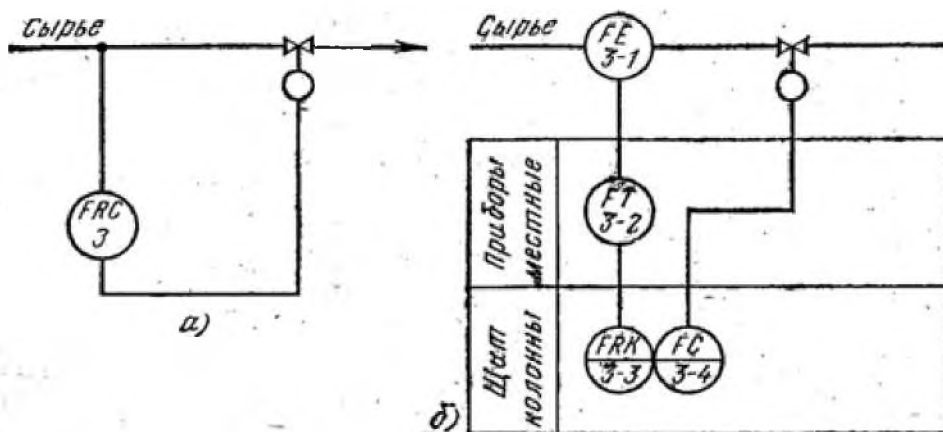 Сырье
FRC
3
а)
Сырье
FE
3-1
Приборы
местные
FT
3-2
Щит
колонны
FRK
3-3
FC
3-4
б)